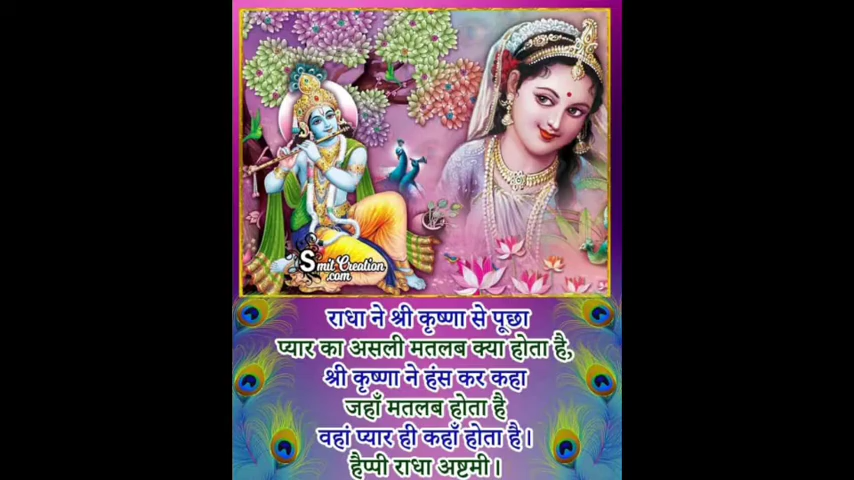 Smit Creation
.com
राधा ने श्री कृष्णा से पूछा
प्यार का असली मतलब क्या होता है,
श्री कृष्णा ने हंस कर कहा
जहाँ मतलब होता है
वहां प्यार ही कहाँ होता है।
हैप्पी राधा अष्टमी।